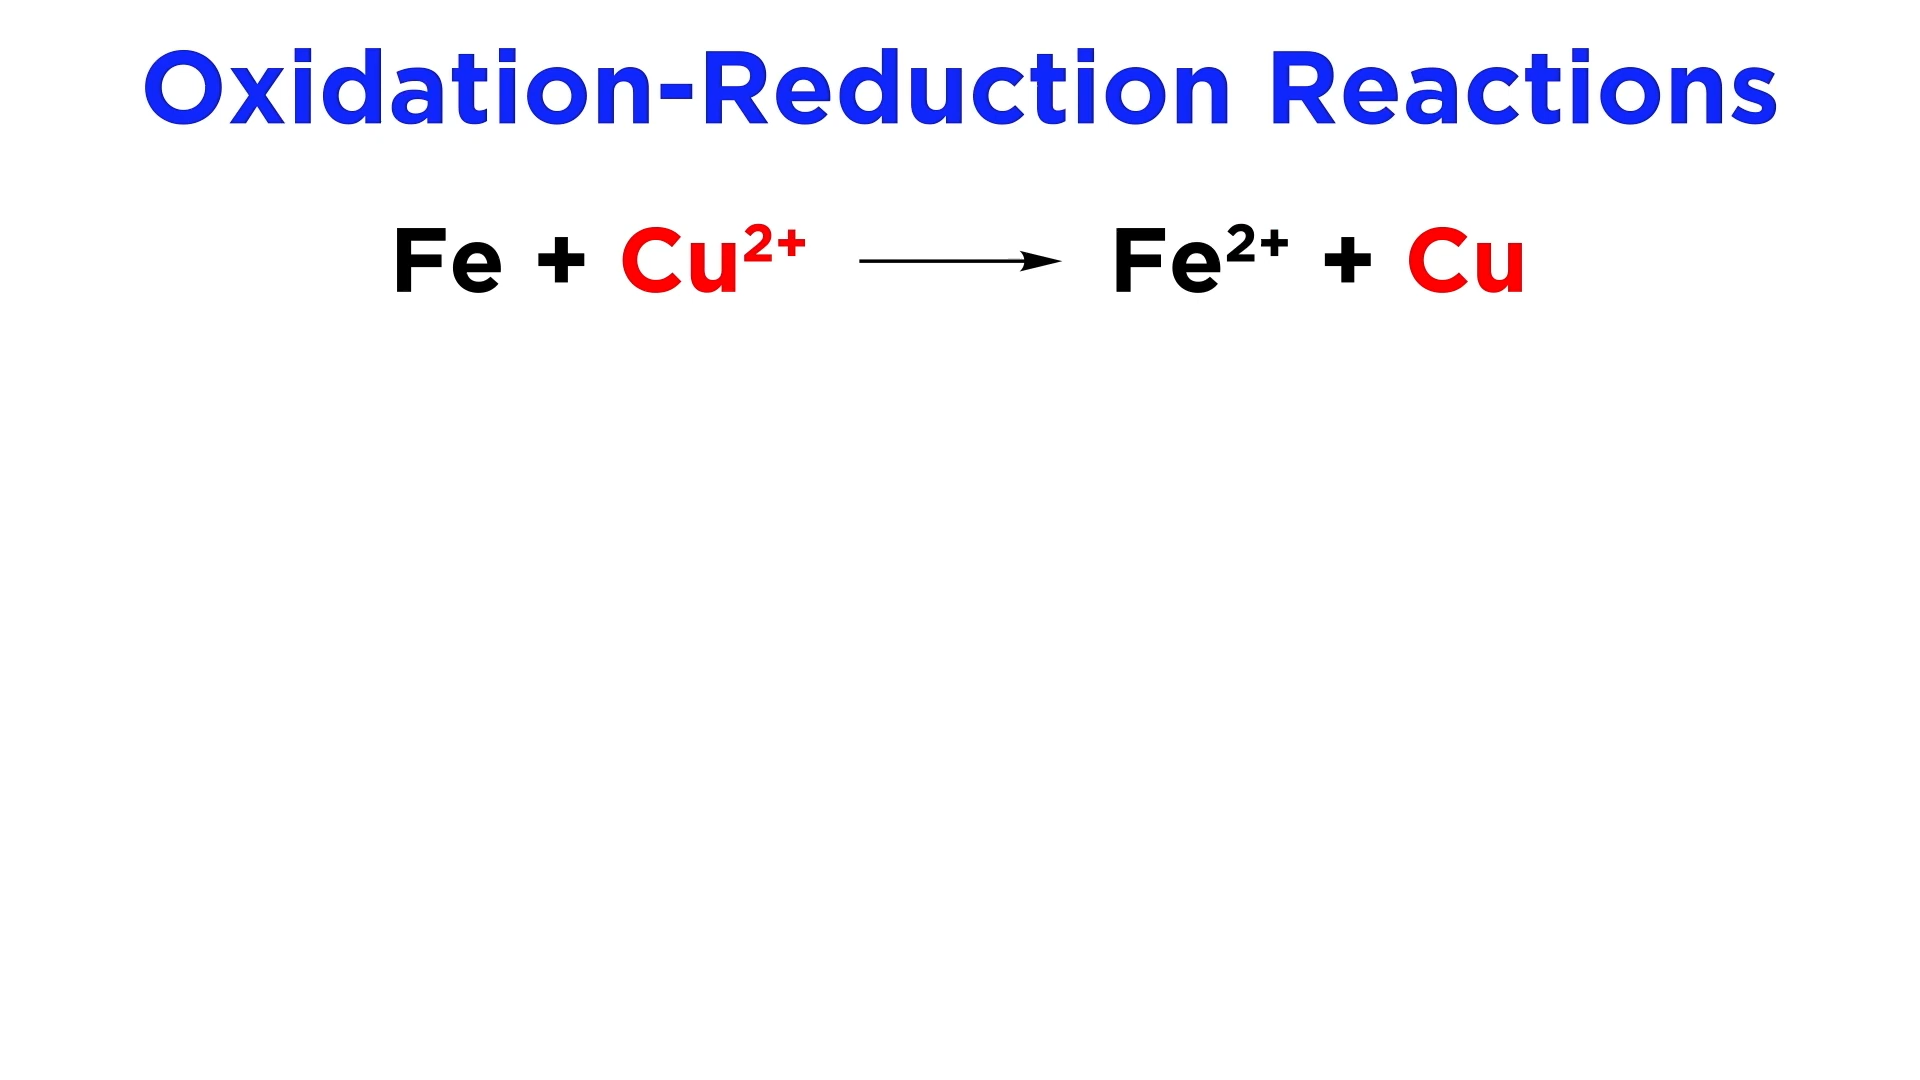 Oxidation-Reduction Reactions
Fe + Cu²⁺ ⟶ Fe²⁺ + Cu